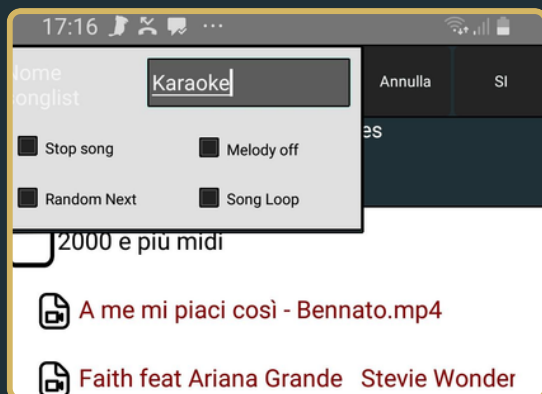 17:16
Nome
songlist
Karaoke
Annulla
SI
es
Stop song
Melody off
Random Next
Song Loop
2000 e più midi
A me mi piaci così - Bennato.mp4
Faith feat Ariana Grande Stevie Wonder